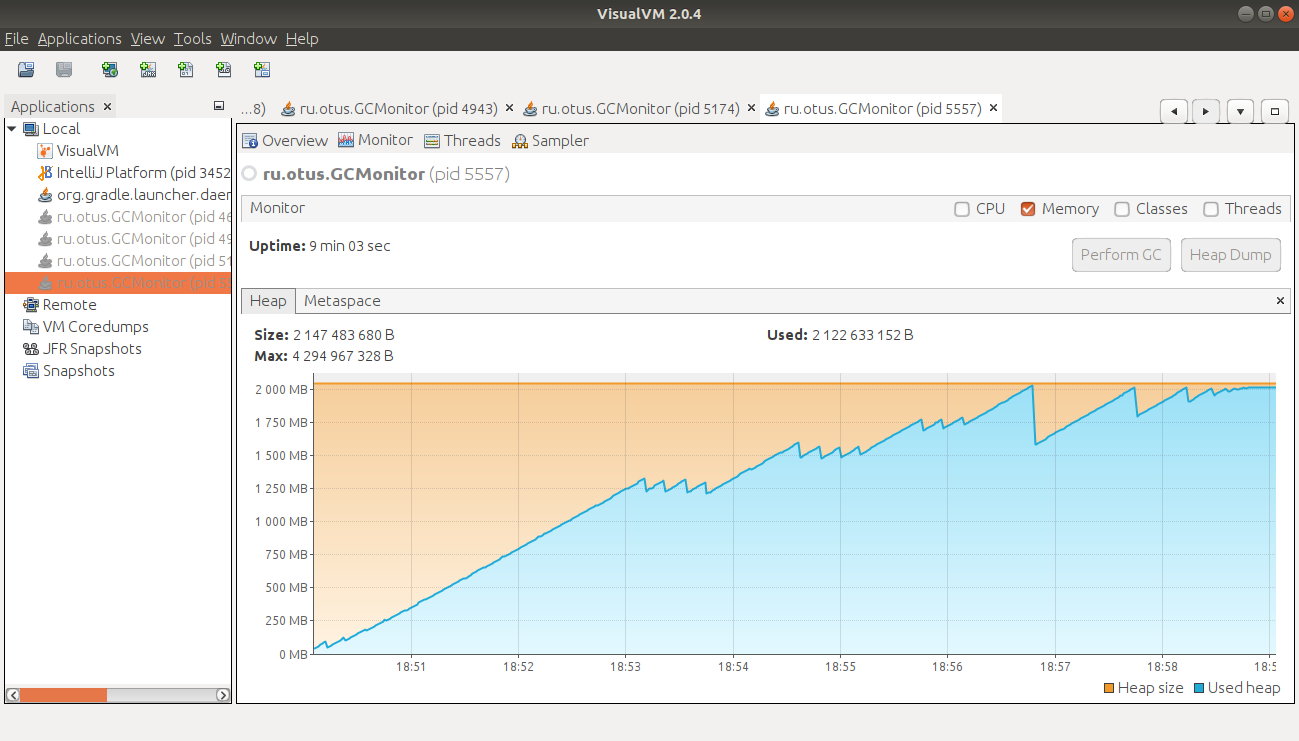 VisualVM 2.0.4
File Applications View Tools Window Help
Applications
...8) ru.otus.GCMonitor (pid 4943) ru.otus.GCMonitor (pid 5174) ru.otus.GCMonitor (pid 5557)
Local
VisualVM
IntelliJ Platform (pid 3452
org.gradle.launcher.daer
ru.otus.GCMonitor (pid 46
ru.otus.GCMonitor (pid 49
ru.otus.GCMonitor (pid 51
ru.otus.GCMonitor (pid 55
Remote
VM Coredumps
JFR Snapshots
Snapshots
Overview Monitor Threads Sampler
ru.otus.GCMonitor (pid 5557)
Monitor CPU Memory Classes Threads
Uptime: 9 min 03 sec
Perform GC Heap Dump
Heap Metaspace
Size: 2 147 483 680 B Used: 2 122 633 152 B
Max: 4 294 967 328 B
2 000 MB
1 750 MB
1 500 MB
1 250 MB
1 000 MB
750 MB
500 MB
250 MB
0 MB
18:51 18:52 18:53 18:54 18:55 18:56 18:57 18:58 18:5
Heap size Used heap